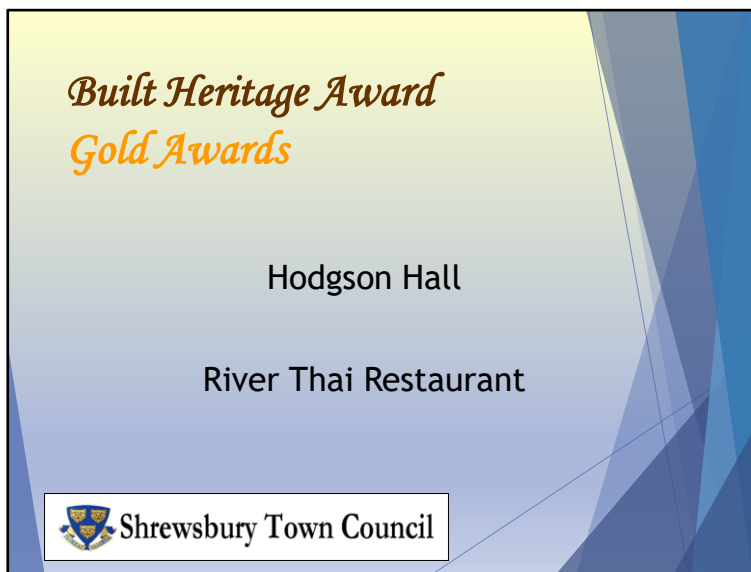 Built Heritage Award
Gold Awards
Hodgson Hall
River Thai Restaurant
Shrewsbury Town Council